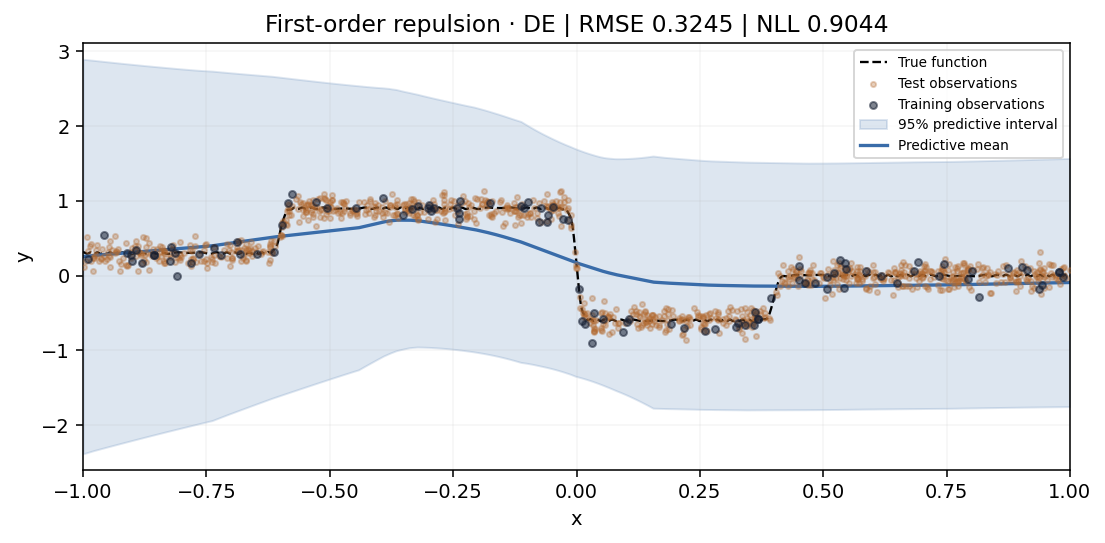 First-order repulsion · DE | RMSE 0.3245 | NLL 0.9044
True function
Test observations
Training observations
95% predictive interval
Predictive mean
y
3
2
1
0
−1
−2
−1.00
−0.75
−0.50
−0.25
0.00
0.25
0.50
0.75
1.00
x